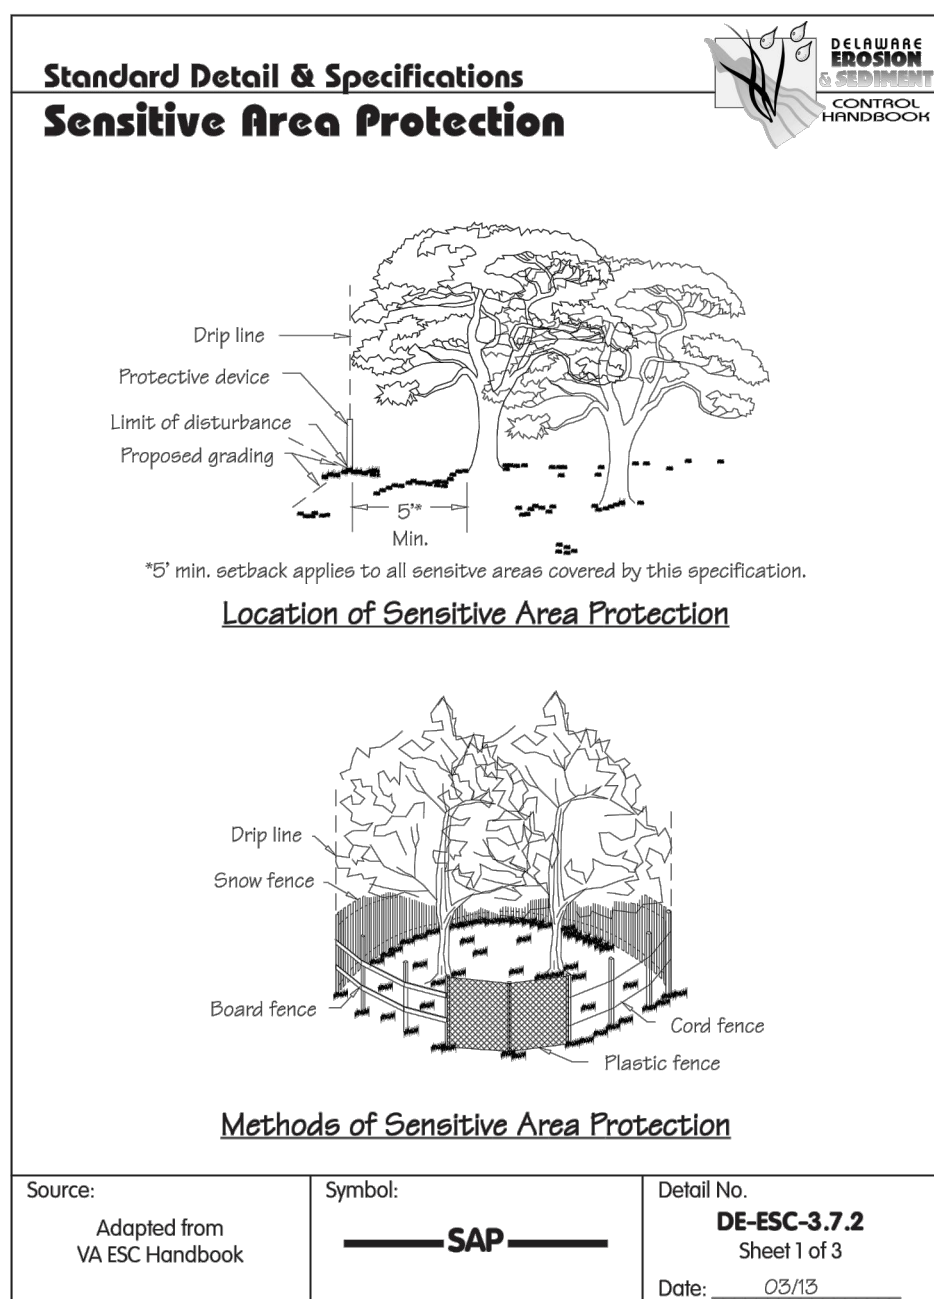 Standard Detail & Specifications
Sensitive Area Protection
DELAWARE
EROSION
& SEDIMENT
CONTROL
HANDBOOK
Drip line
Protective device
Limit of disturbance
Proposed grading
5'*
Min.
*5' min. setback applies to all sensitve areas covered by this specification.
Location of Sensitive Area Protection
Drip line
Snow fence
Board fence
Cord fence
Plastic fence
Methods of Sensitive Area Protection
Source:
Adapted from
VA ESC Handbook
Symbol:
SAP
Detail No.
DE-ESC-3.7.2
Sheet 1 of 3
Date: 03/13